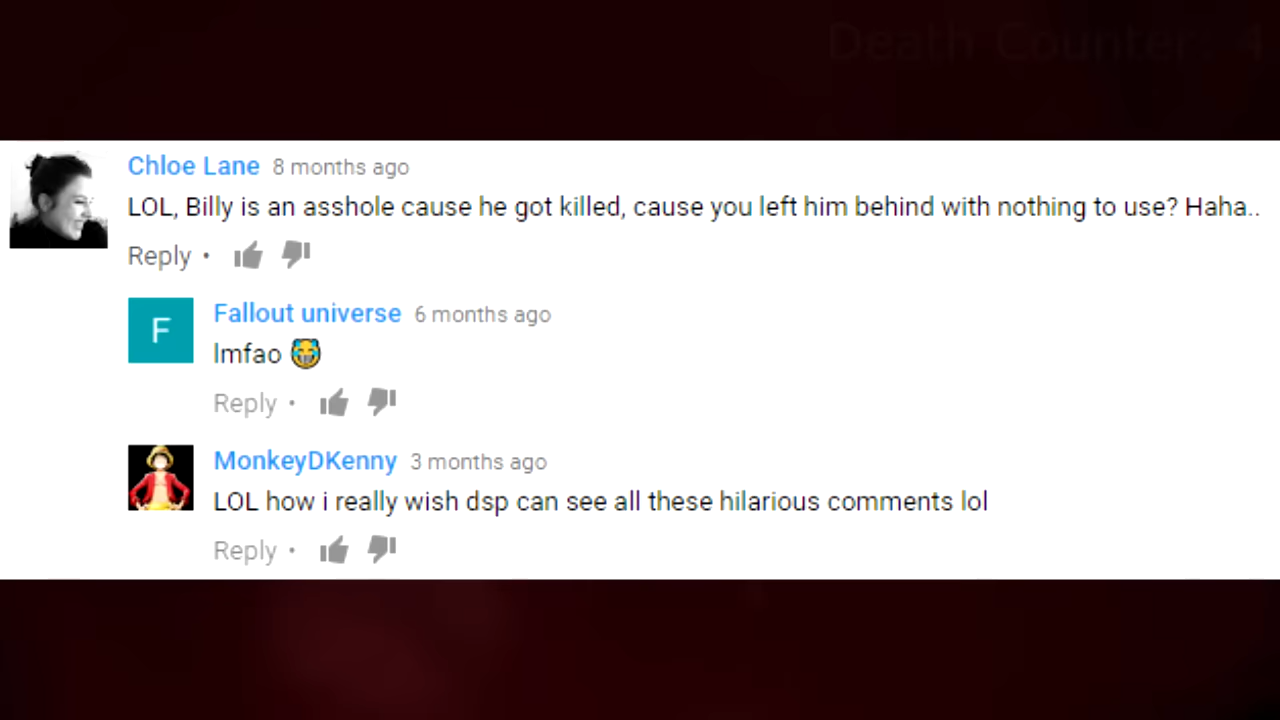 Death Counter: 4
Chloe Lane 8 months ago
LOL, Billy is an asshole cause he got killed, cause you left him behind with nothing to use? Haha..
Reply •
F
Fallout universe 6 months ago
lmfao 😂
Reply •
MonkeyDKenny 3 months ago
LOL how i really wish dsp can see all these hilarious comments lol
Reply •